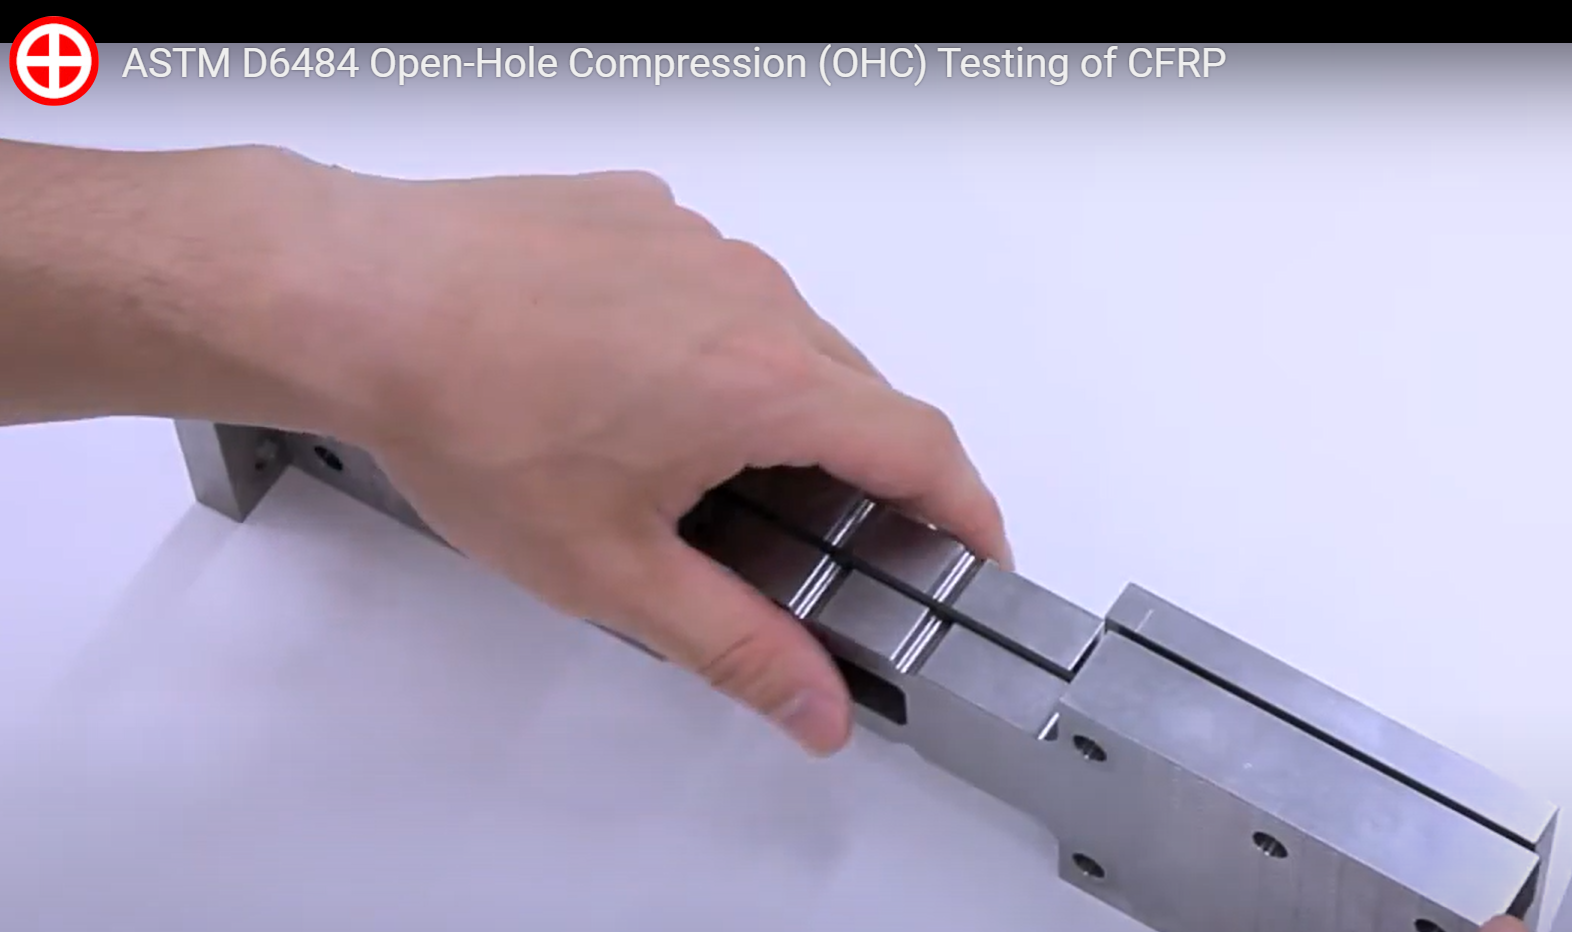 ASTM D6484 Open-Hole Compression (OHC) Testing of CFRP